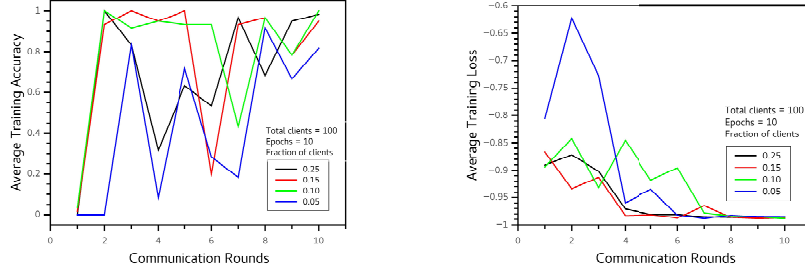 1
0.8
0.6
0.4
0.2
0
Average Training Accuracy
Total clients = 100
Epochs = 10
Fraction of clients
0.25
0.15
0.10
0.05
0 2 4 6 8 10
Communication Rounds
−0.6
−0.65
−0.7
−0.75
−0.8
−0.85
−0.9
−0.95
−1
Average Training Loss
Total clients = 100
Epochs = 10
Fraction of clients
0.25
0.15
0.10
0.05
0 2 4 6 8 10
Communication Rounds